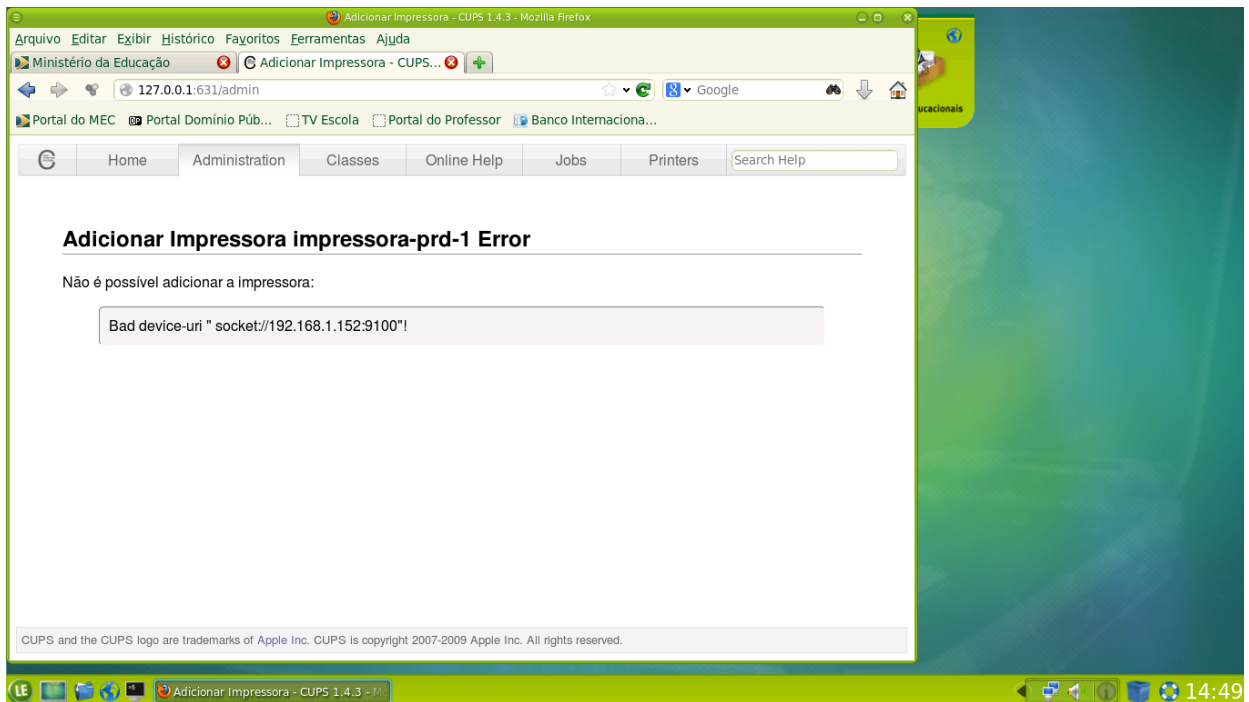 Adicionar Impressora - CUPS 1.4.3 - Mozilla Firefox
Arquivo Editar Exibir Histórico Favoritos Ferramentas Ajuda
Ministério da Educação Adicionar Impressora - CUPS...
127.0.0.1:631/admin Google
Portal do MEC Portal Domínio Púb... TV Escola Portal do Professor Banco Internaciona...
ucacionais
Home Administration Classes Online Help Jobs Printers Search Help
Adicionar Impressora impressora-prd-1 Error
Não é possível adicionar a impressora:
Bad device-uri " socket://192.168.1.152:9100"!
CUPS and the CUPS logo are trademarks of Apple Inc. CUPS is copyright 2007-2009 Apple Inc. All rights reserved.
LE Adicionar Impressora - CUPS 1.4.3 - Mo 14:49